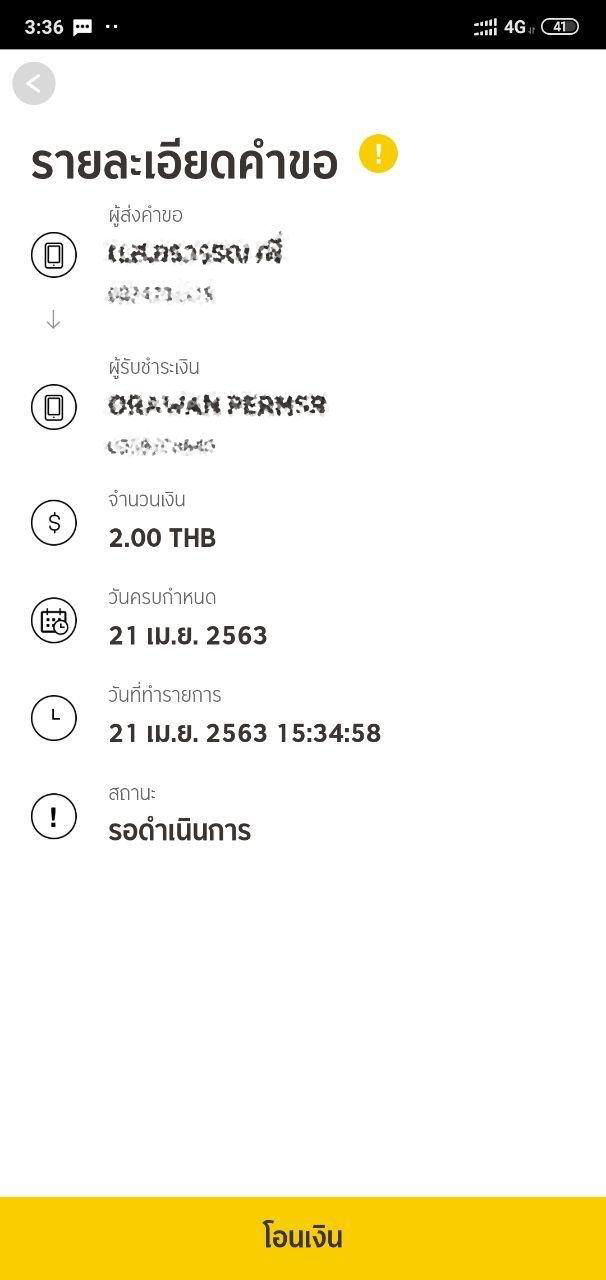 3:36
4G
41
รายละเอียดคำขอ
!
ผู้ส่งคำขอ
ผู้รับชำระเงิน
ORAWAN
จำนวนเงิน
$
2.00 THB
วันครบกำหนด
21 เม.ย. 2563
วันที่ทำรายการ
21 เม.ย. 2563 15:34:58
สถานะ
!
รอดำเนินการ
โอนเงิน